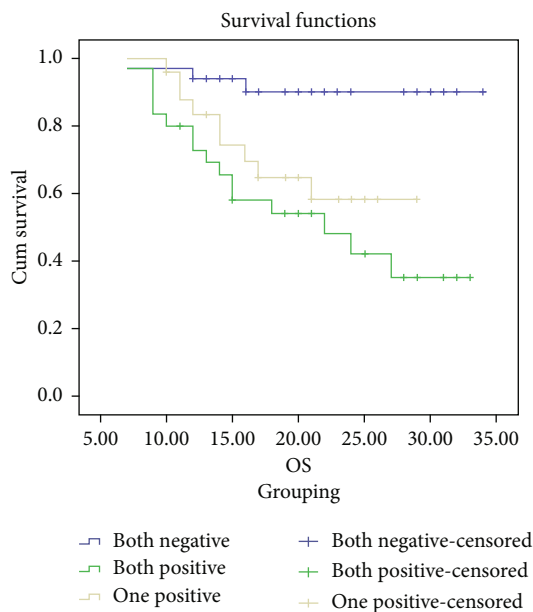 Survival functions
1.0
0.8
0.6
0.4
0.2
0.0
Cum survival
5.00 10.00 15.00 20.00 25.00 30.00 35.00
OS
Grouping
Both negative
Both positive
One positive
Both negative-censored
Both positive-censored
One positive-censored